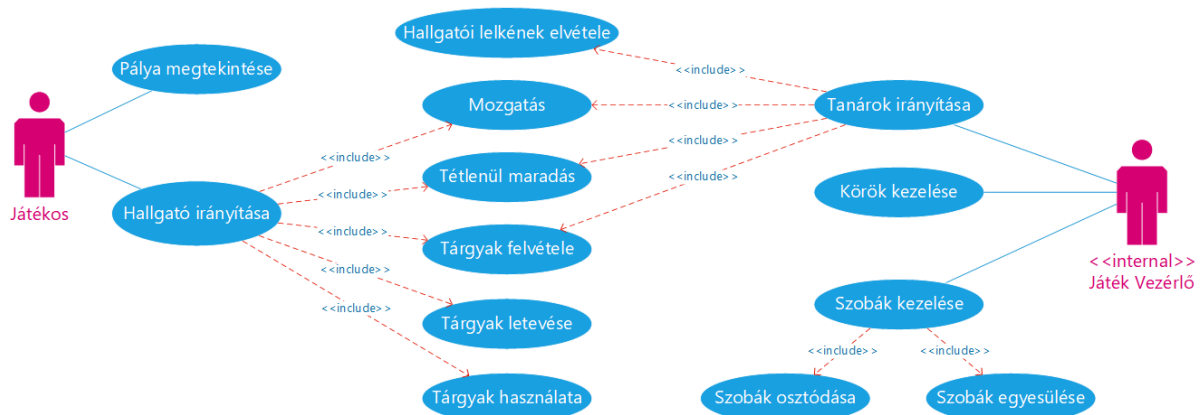 Hallgatói lelkének elvétele
Pálya megtekintése
<<include>>
Mozgatás
<<include>>
Tanárok irányítása
<<include>>
<<include>>
Tétlenül maradás
<<include>>
<<include>>
Körök kezelése
Játékos
Hallgató irányítása
<<include>>
Tárgyak felvétele
<<internal>>
Játék Vezérlő
<<include>>
<<include>>
Szobák kezelése
Tárgyak letevése
<<include>>
<<include>>
Tárgyak használata
Szobák osztódása
Szobák egyesülése